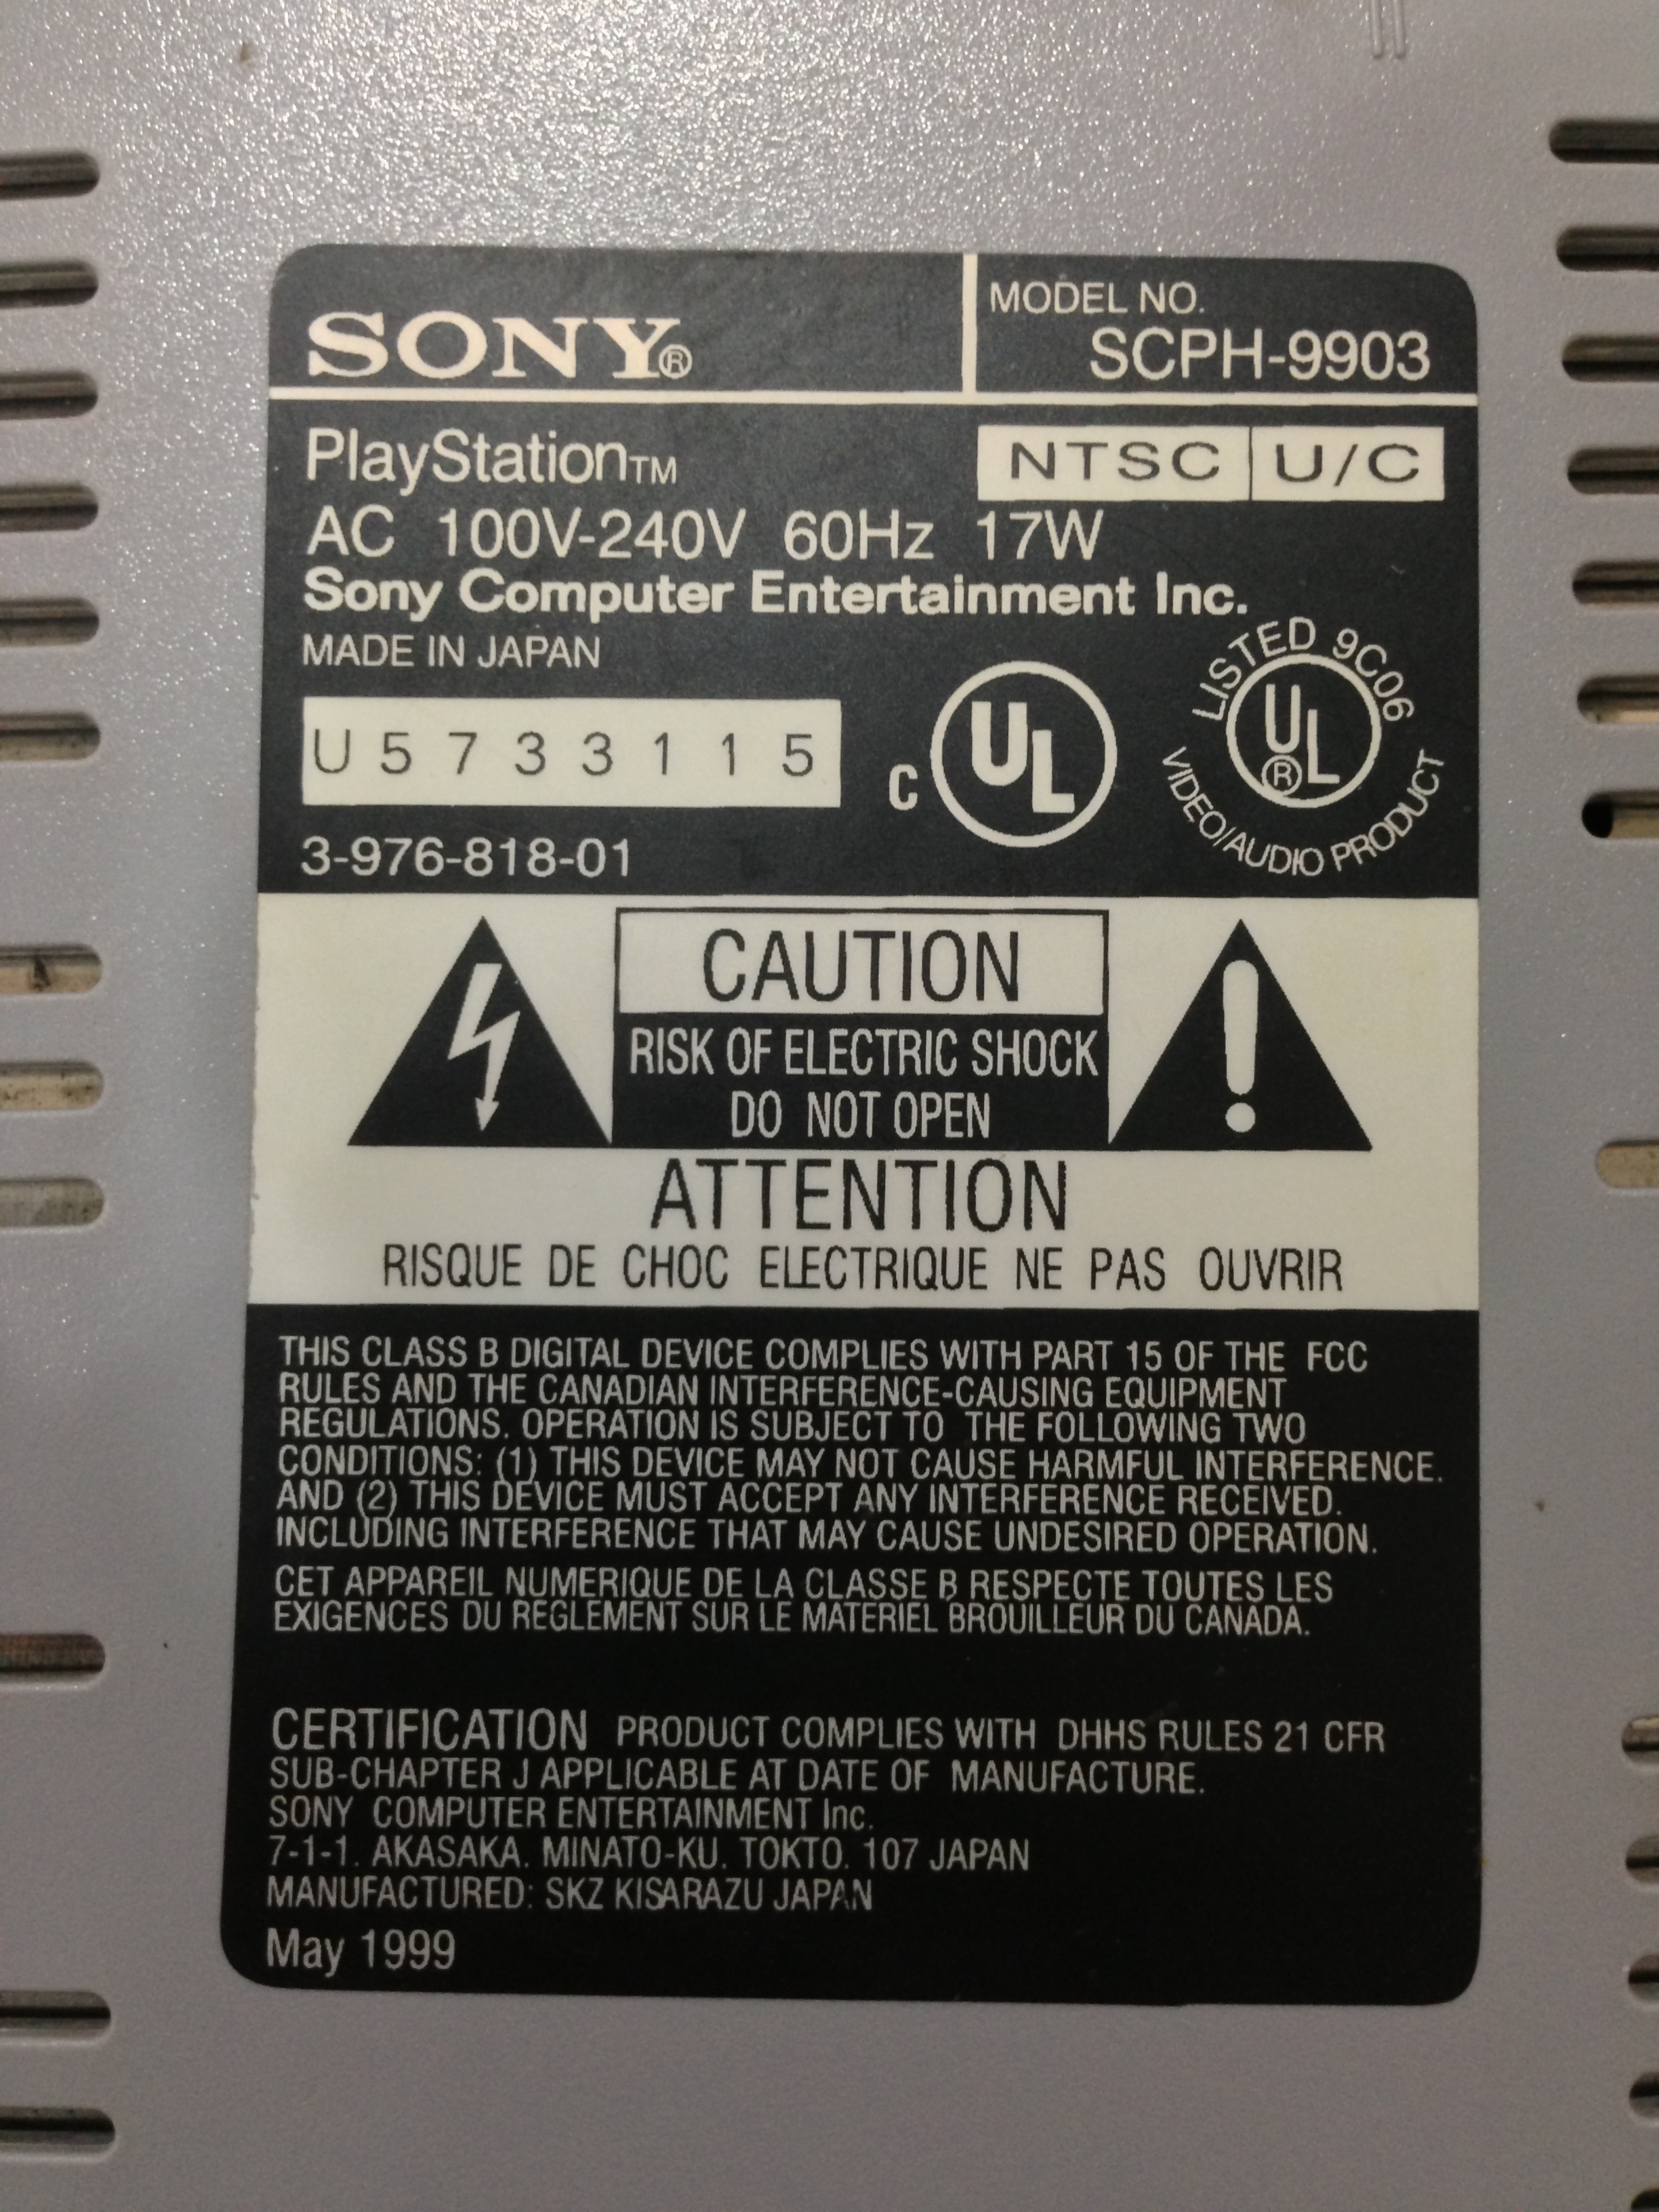 SONY®
MODEL NO.
SCPH-9903
PlayStation™
NTSC U/C
AC 100V-240V 60Hz 17W
Sony Computer Entertainment Inc.
MADE IN JAPAN
U5733115
C UL
LISTED 9C06
UL®
VIDEO/AUDIO PRODUCT
3-976-818-01
CAUTION
RISK OF ELECTRIC SHOCK
DO NOT OPEN
ATTENTION
RISQUE DE CHOC ELECTRIQUE NE PAS OUVRIR
THIS CLASS B DIGITAL DEVICE COMPLIES WITH PART 15 OF THE FCC
RULES AND THE CANADIAN INTERFERENCE-CAUSING EQUIPMENT
REGULATIONS. OPERATION IS SUBJECT TO THE FOLLOWING TWO
CONDITIONS: (1) THIS DEVICE MAY NOT CAUSE HARMFUL INTERFERENCE.
AND (2) THIS DEVICE MUST ACCEPT ANY INTERFERENCE RECEIVED.
INCLUDING INTERFERENCE THAT MAY CAUSE UNDESIRED OPERATION.
CET APPAREIL NUMERIQUE DE LA CLASSE B RESPECTE TOUTES LES
EXIGENCES DU REGLEMENT SUR LE MATERIEL BROUILLEUR DU CANADA.
CERTIFICATION PRODUCT COMPLIES WITH DHHS RULES 21 CFR
SUB-CHAPTER J APPLICABLE AT DATE OF MANUFACTURE.
SONY COMPUTER ENTERTAINMENT Inc.
7-1-1. AKASAKA. MINATO-KU. TOKTO. 107 JAPAN
MANUFACTURED: SKZ KISARAZU JAPAN
May 1999